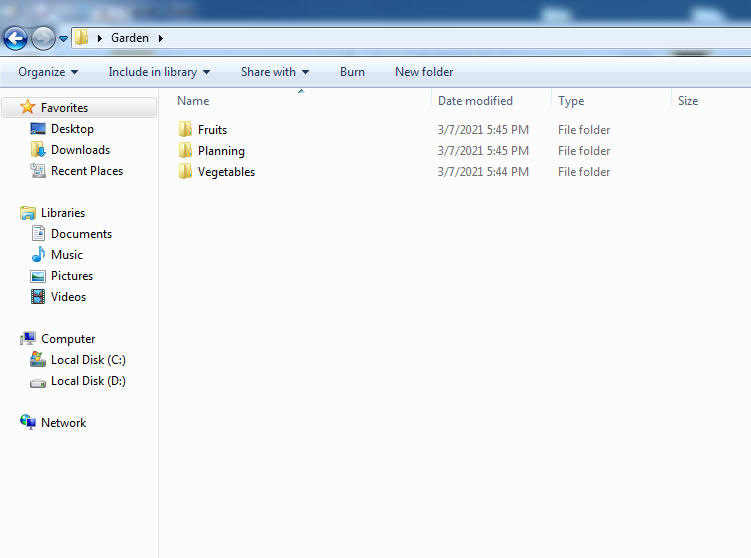 Garden
Organize Include in library Share with Burn New folder
Name Date modified Type Size
Favorites
Desktop
Downloads
Recent Places
Libraries
Documents
Music
Pictures
Videos
Computer
Local Disk (C:)
Local Disk (D:)
Network
Fruits 3/7/2021 5:45 PM File folder
Planning 3/7/2021 5:45 PM File folder
Vegetables 3/7/2021 5:44 PM File folder